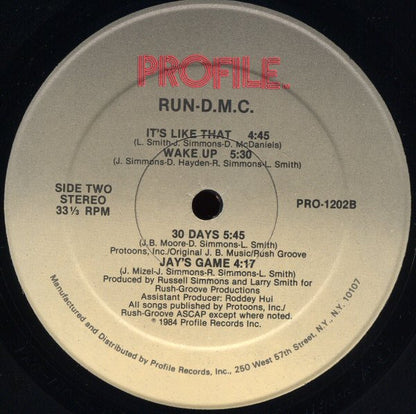 PROFILE
RUN-D.M.C.
IT'S LIKE THAT 4:45
(L. Smith-J. Simmons-D. McDaniels)
WAKE UP 5:30
(J. Simmons-D. Hayden-R. Simmons-L. Smith)
SIDE TWO
STEREO
33⅓ RPM
PRO-1202B
30 DAYS 5:45
(J.B. Moore-D. Simmons-L. Smith)
Protoons, Inc./Original J. B. Music/Rush Groove
JAY'S GAME 4:17
(J. Mizel-J. Simmons-R. Simmons-L. Smith)
Produced by Russell Simmons and Larry Smith for
Rush-Groove Productions
Assistant Producer: Roddey Hui
All songs published by Protoons, Inc./
Rush-Groove ASCAP except where noted.
℗ 1984 Profile Records Inc.
Manufactured and Distributed by Profile Records, Inc., 250 West 57th Street, N.Y., N.Y. 10107